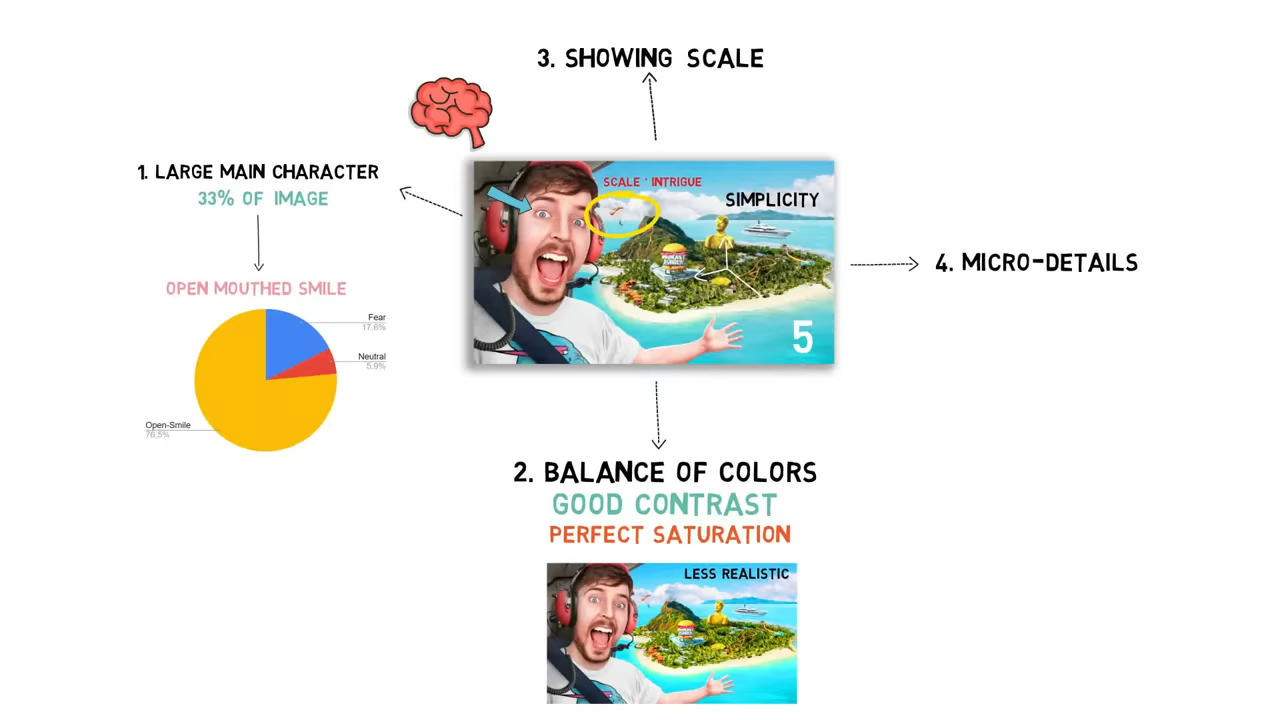 3. SHOWING SCALE
1. LARGE MAIN CHARACTER
33% OF IMAGE
OPEN MOUTHED SMILE
Fear
17.6%
Neutral
5.9%
Open-Smile
76.5%
SCALE * INTRIGUE
SIMPLICITY
5
4. MICRO-DETAILS
2. BALANCE OF COLORS
GOOD CONTRAST
PERFECT SATURATION
LESS REALISTIC